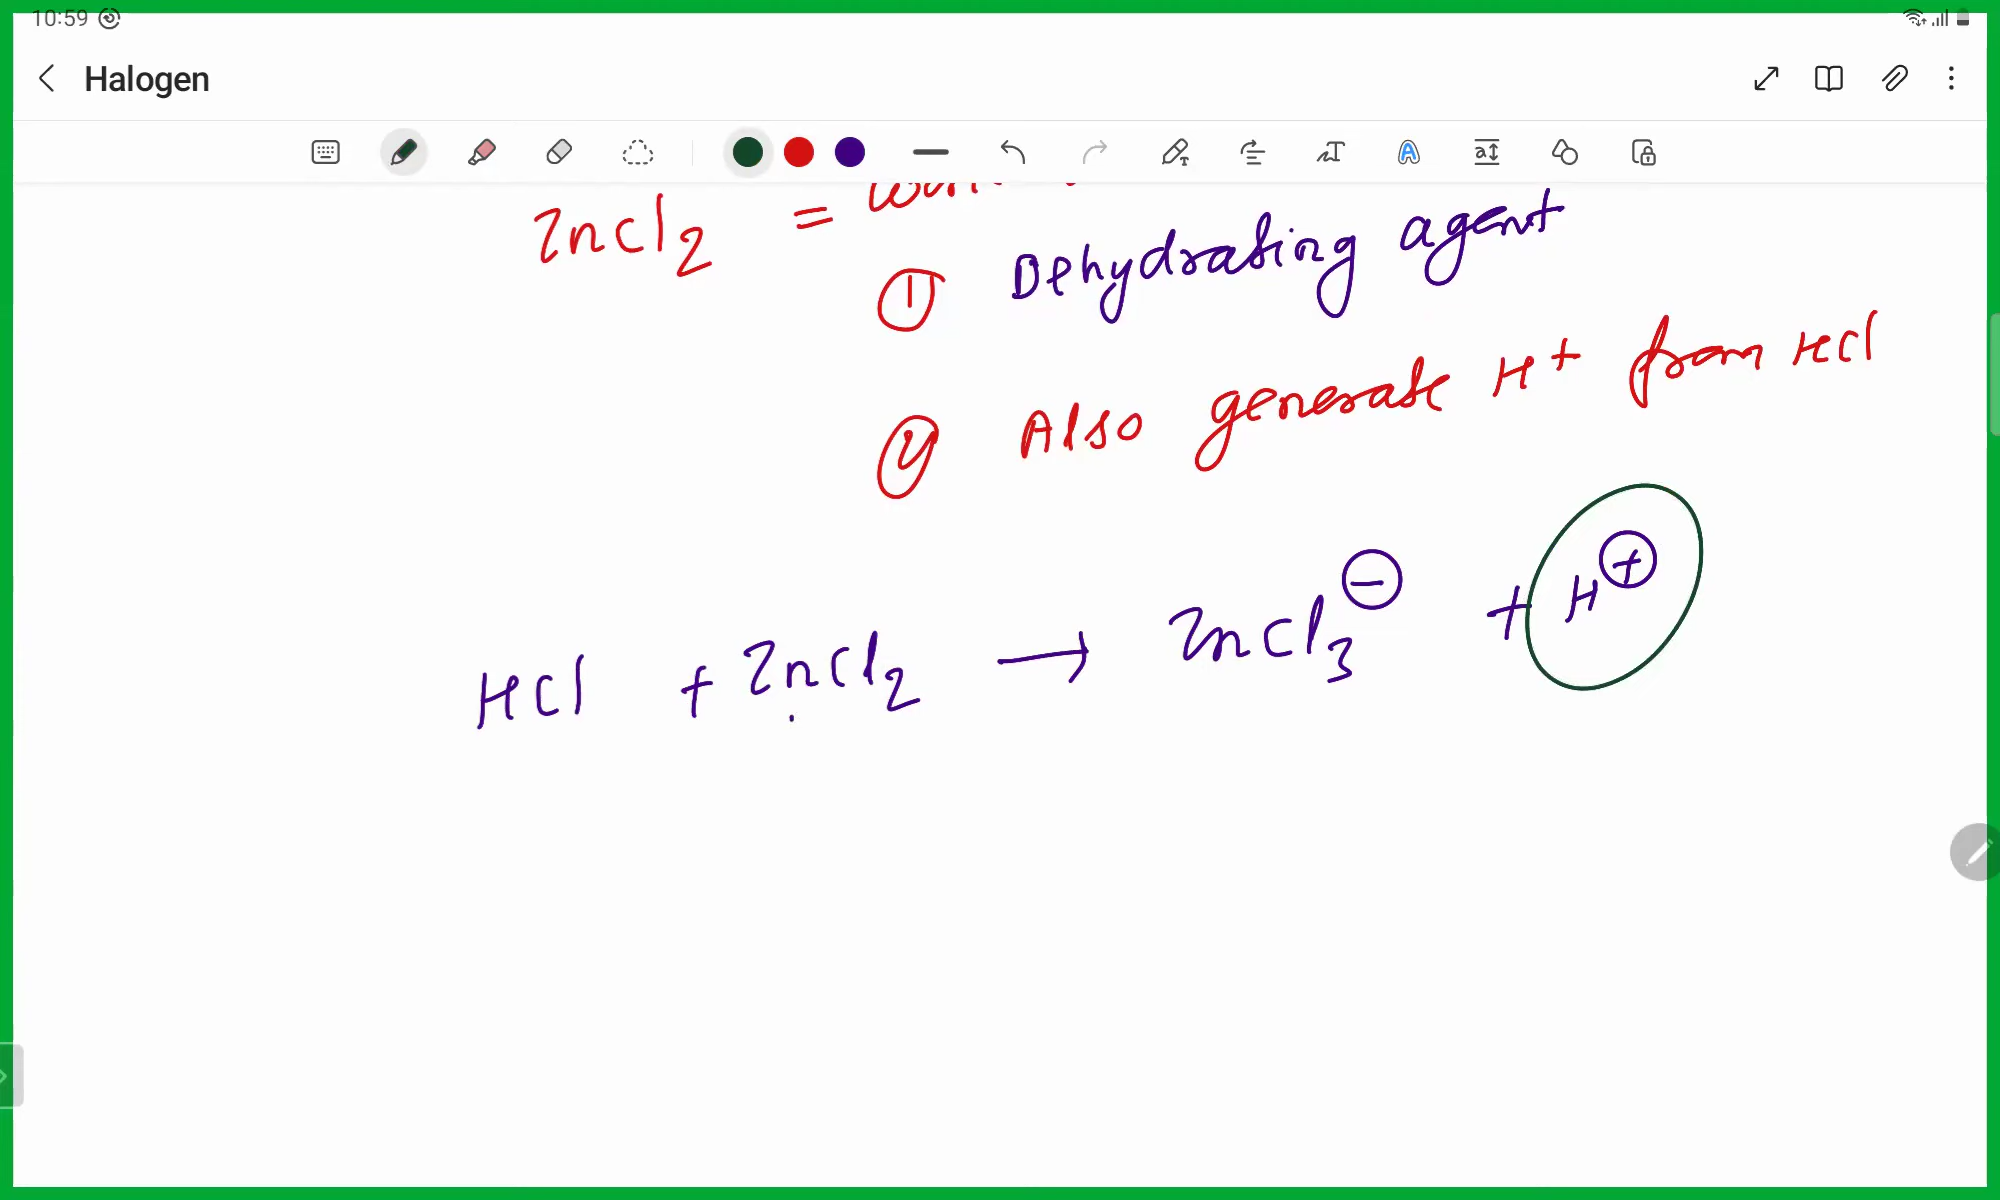 10:59
Halogen
ZnCl2 =
① Dehydrating agent
② Also generate H+ from HCl
HCl + ZnCl2 → ZnCl3⊖ + H⊕